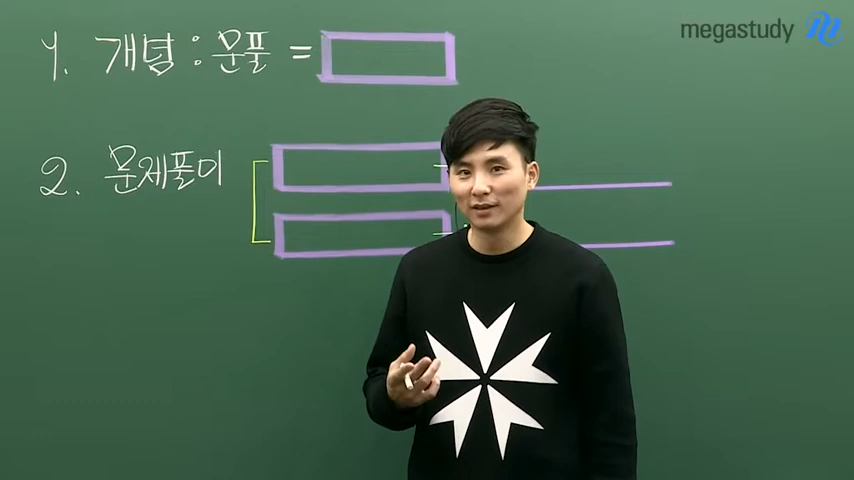 megastudy
1. 개념 : 문풀 =
2. 문제풀이